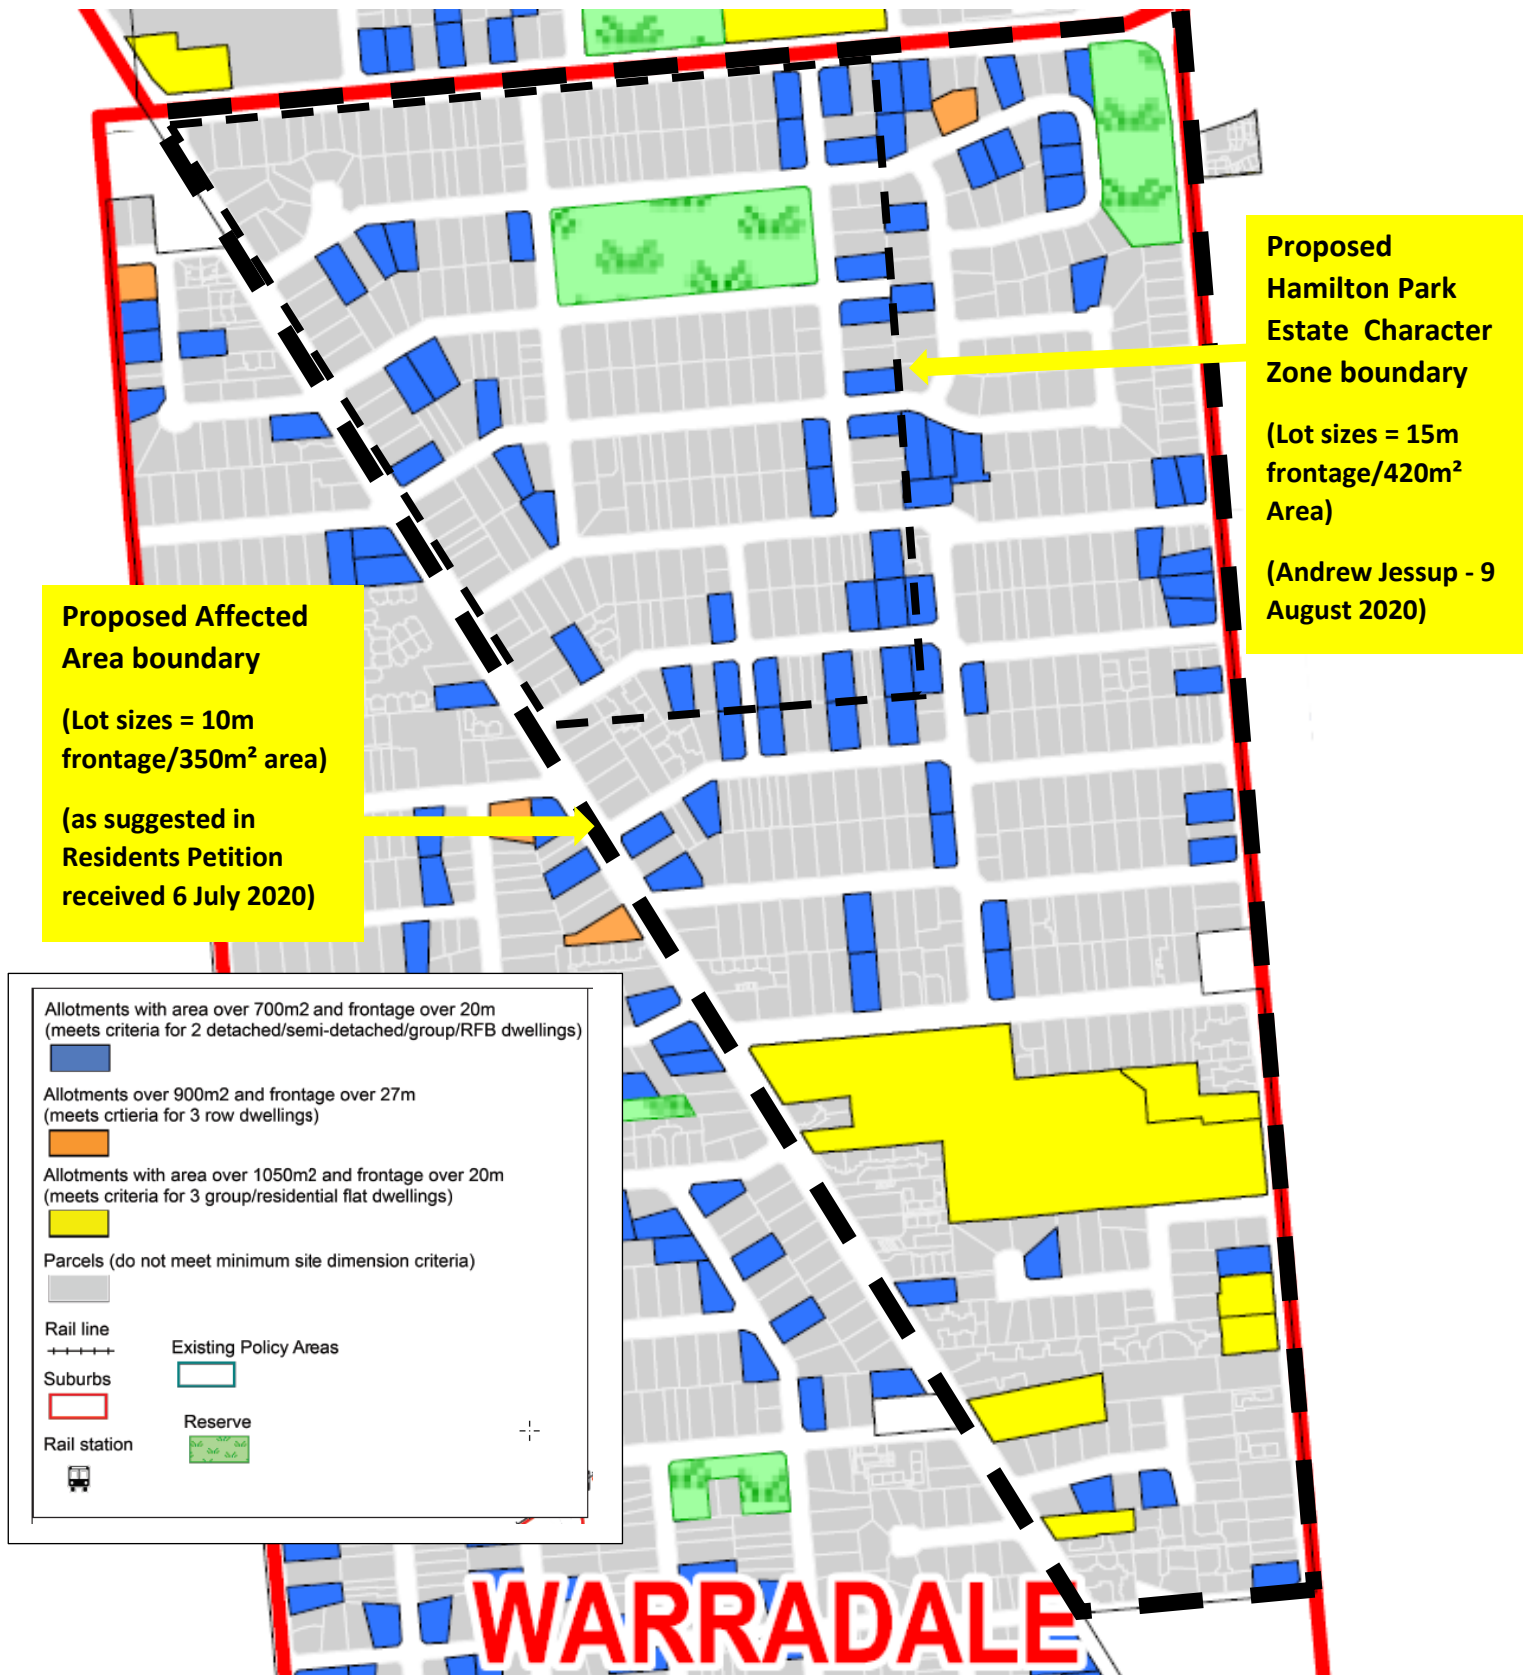 Proposed
Hamilton Park
Estate Character
Zone boundary
(Lot sizes = 15m
frontage/420m²
Area)
(Andrew Jessup - 9
August 2020)
Proposed Affected
Area boundary
(Lot sizes = 10m
frontage/350m² area)
(as suggested in
Residents Petition
received 6 July 2020)
Allotments with area over 700m2 and frontage over 20m
(meets criteria for 2 detached/semi-detached/group/RFB dwellings)
Allotments over 900m2 and frontage over 27m
(meets crtieria for 3 row dwellings)
Allotments with area over 1050m2 and frontage over 20m
(meets criteria for 3 group/residential flat dwellings)
Parcels (do not meet minimum site dimension criteria)
Rail line
Existing Policy Areas
Suburbs
Reserve
Rail station
WARRADALE